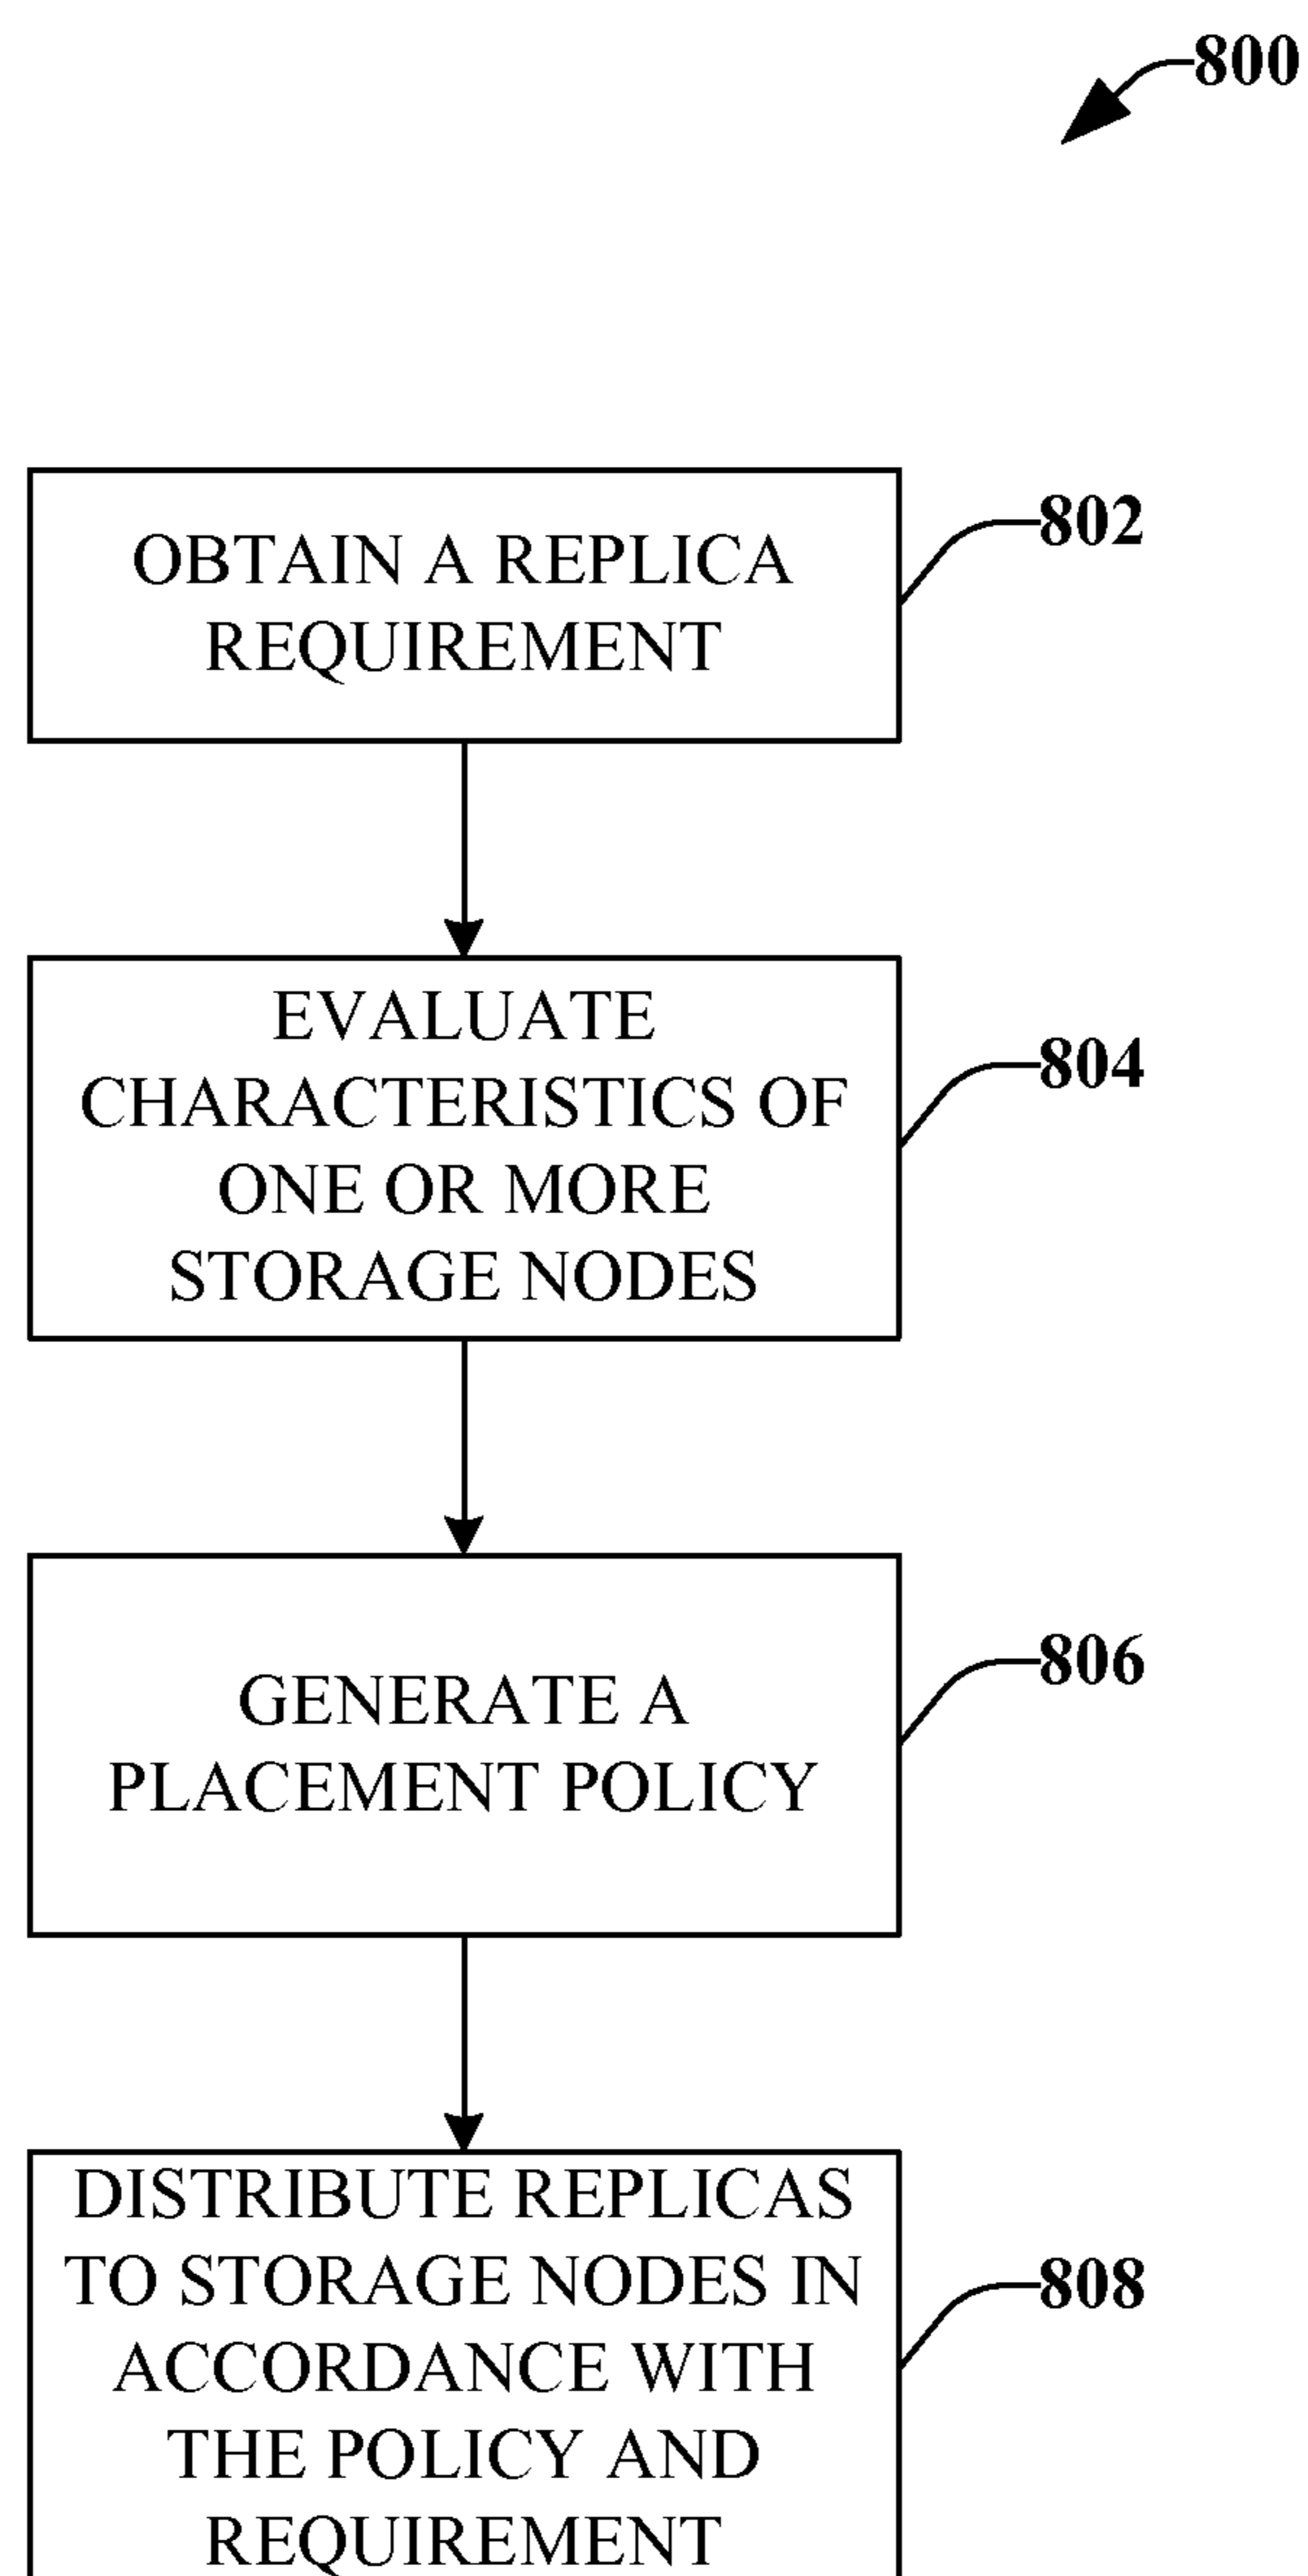 800
OBTAIN A REPLICA
REQUIREMENT
802
EVALUATE
CHARACTERISTICS OF
ONE OR MORE
STORAGE NODES
804
GENERATE A
PLACEMENT POLICY
806
DISTRIBUTE REPLICAS
TO STORAGE NODES IN
ACCORDANCE WITH
THE POLICY AND
REQUIREMENT
808